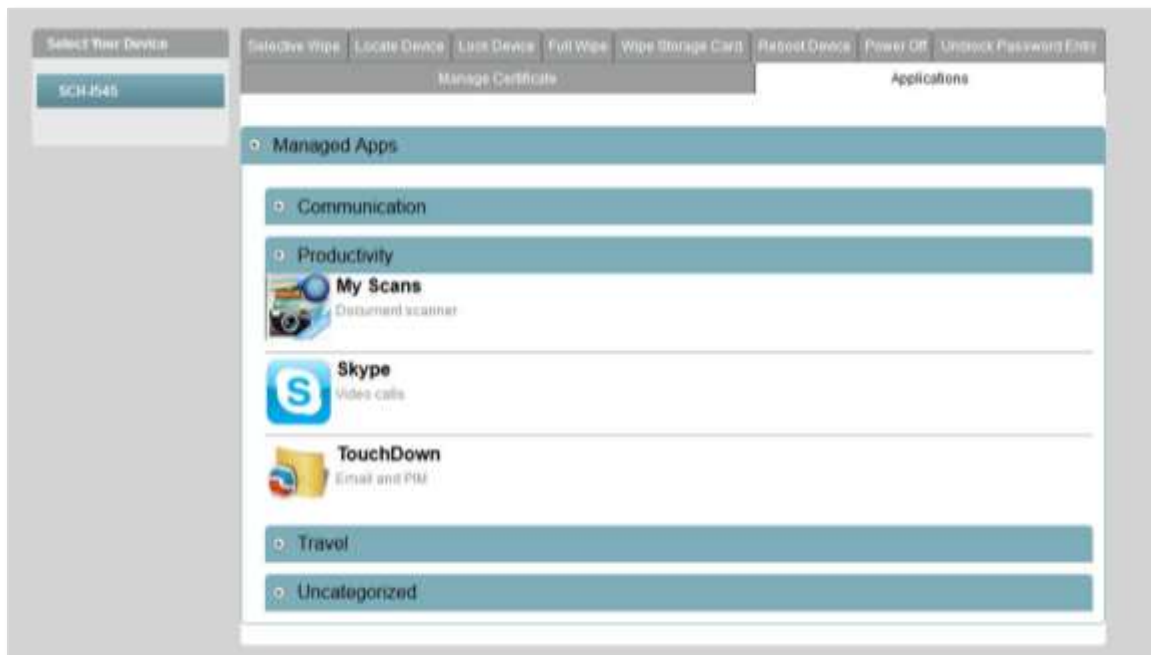 Select Your Device
SCH-I545
Selective Wipe Locate Device Lock Device Full Wipe Wipe Storage Card Reboot Device Power Off Unblock Password Entry
Manage Certificate Applications
Managed Apps
Communication
Productivity
My Scans
Document scanner
Skype
Video calls
TouchDown
Email and PIM
Travel
Uncategorized